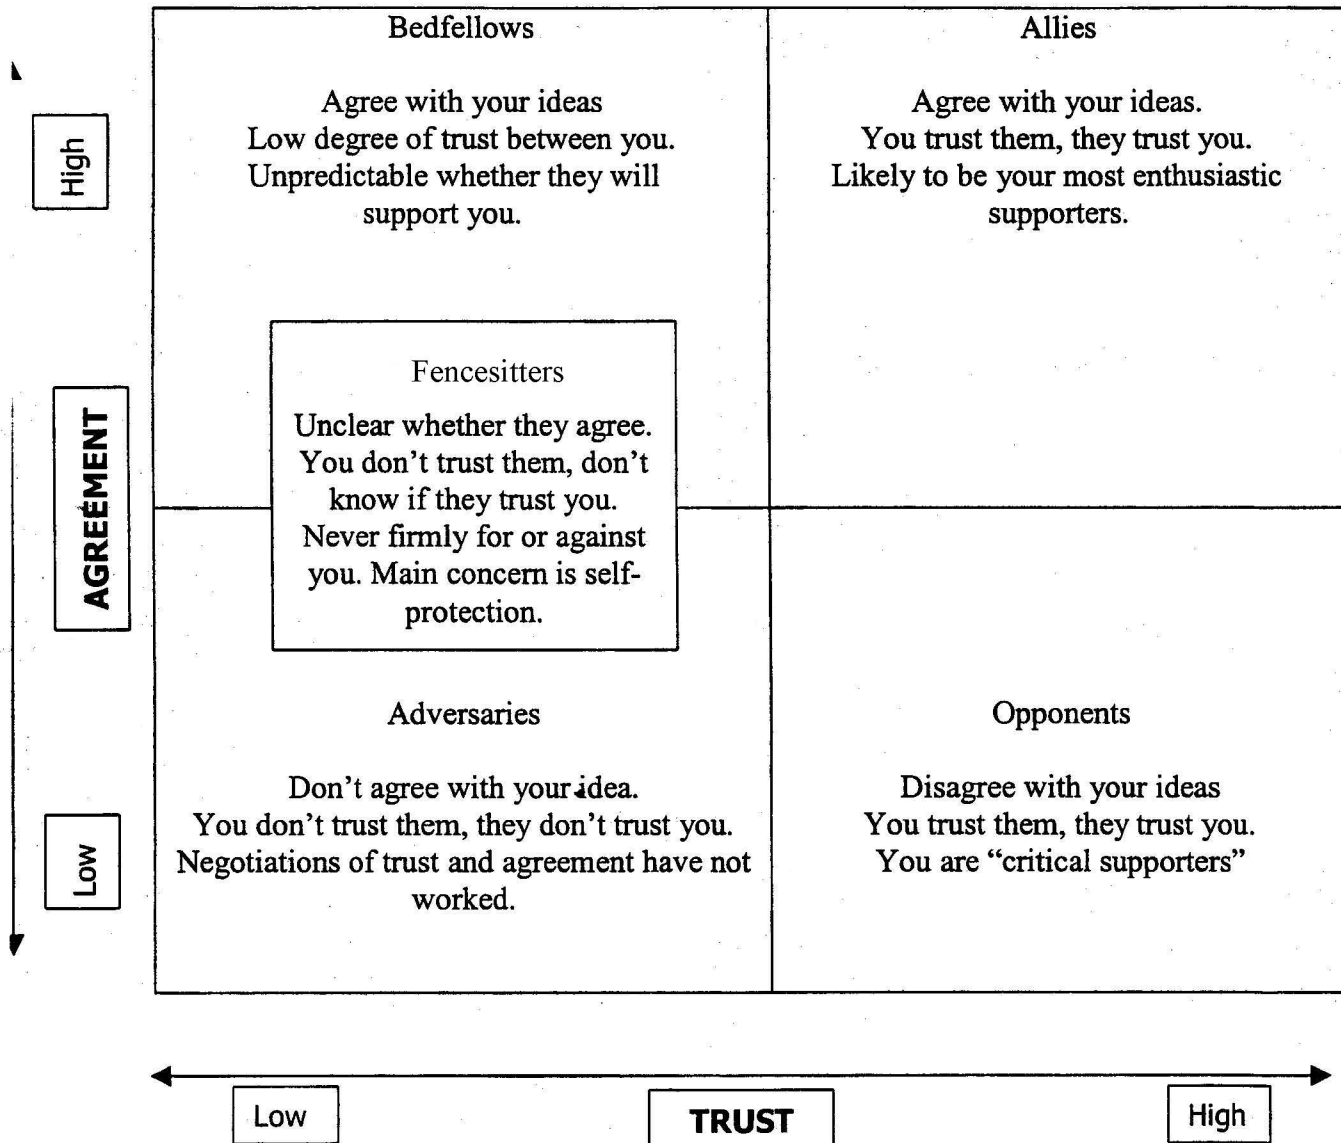 Bedfellows
Agree with your ideas
Low degree of trust between you.
Unpredictable whether they will
support you.
Allies
Agree with your ideas.
You trust them, they trust you.
Likely to be your most enthusiastic
supporters.
High
AGREEMENT
Low
Fencesitters
Unclear whether they agree.
You don't trust them, don't
know if they trust you.
Never firmly for or against
you. Main concern is self-
protection.
Adversaries
Don't agree with your idea.
You don't trust them, they don't trust you.
Negotiations of trust and agreement have not
worked.
Opponents
Disagree with your ideas
You trust them, they trust you.
You are “critical supporters”
Low
TRUST
High